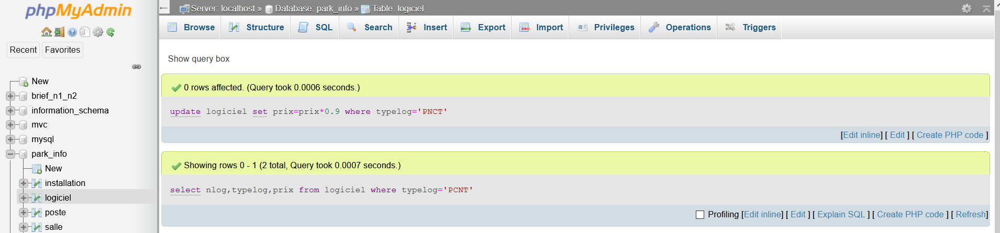 phpMyAdmin
Recent Favorites
New
brief_n1_n2
information_schema
mvc
mysql
park_info
New
installation
logiciel
poste
salle
← Server: localhost » Database: park_info » Table: logiciel
Browse Structure SQL Search Insert Export Import Privileges Operations Triggers
Show query box
0 rows affected. (Query took 0.0006 seconds.)
update logiciel set prix=prix*0.9 where typelog='PNCT'
[Edit inline] [ Edit ] [ Create PHP code ]
Showing rows 0 - 1 (2 total, Query took 0.0007 seconds.)
select nlog,typelog,prix from logiciel where typelog='PCNT'
Profiling [Edit inline] [ Edit ] [ Explain SQL ] [ Create PHP code ] [ Refresh]